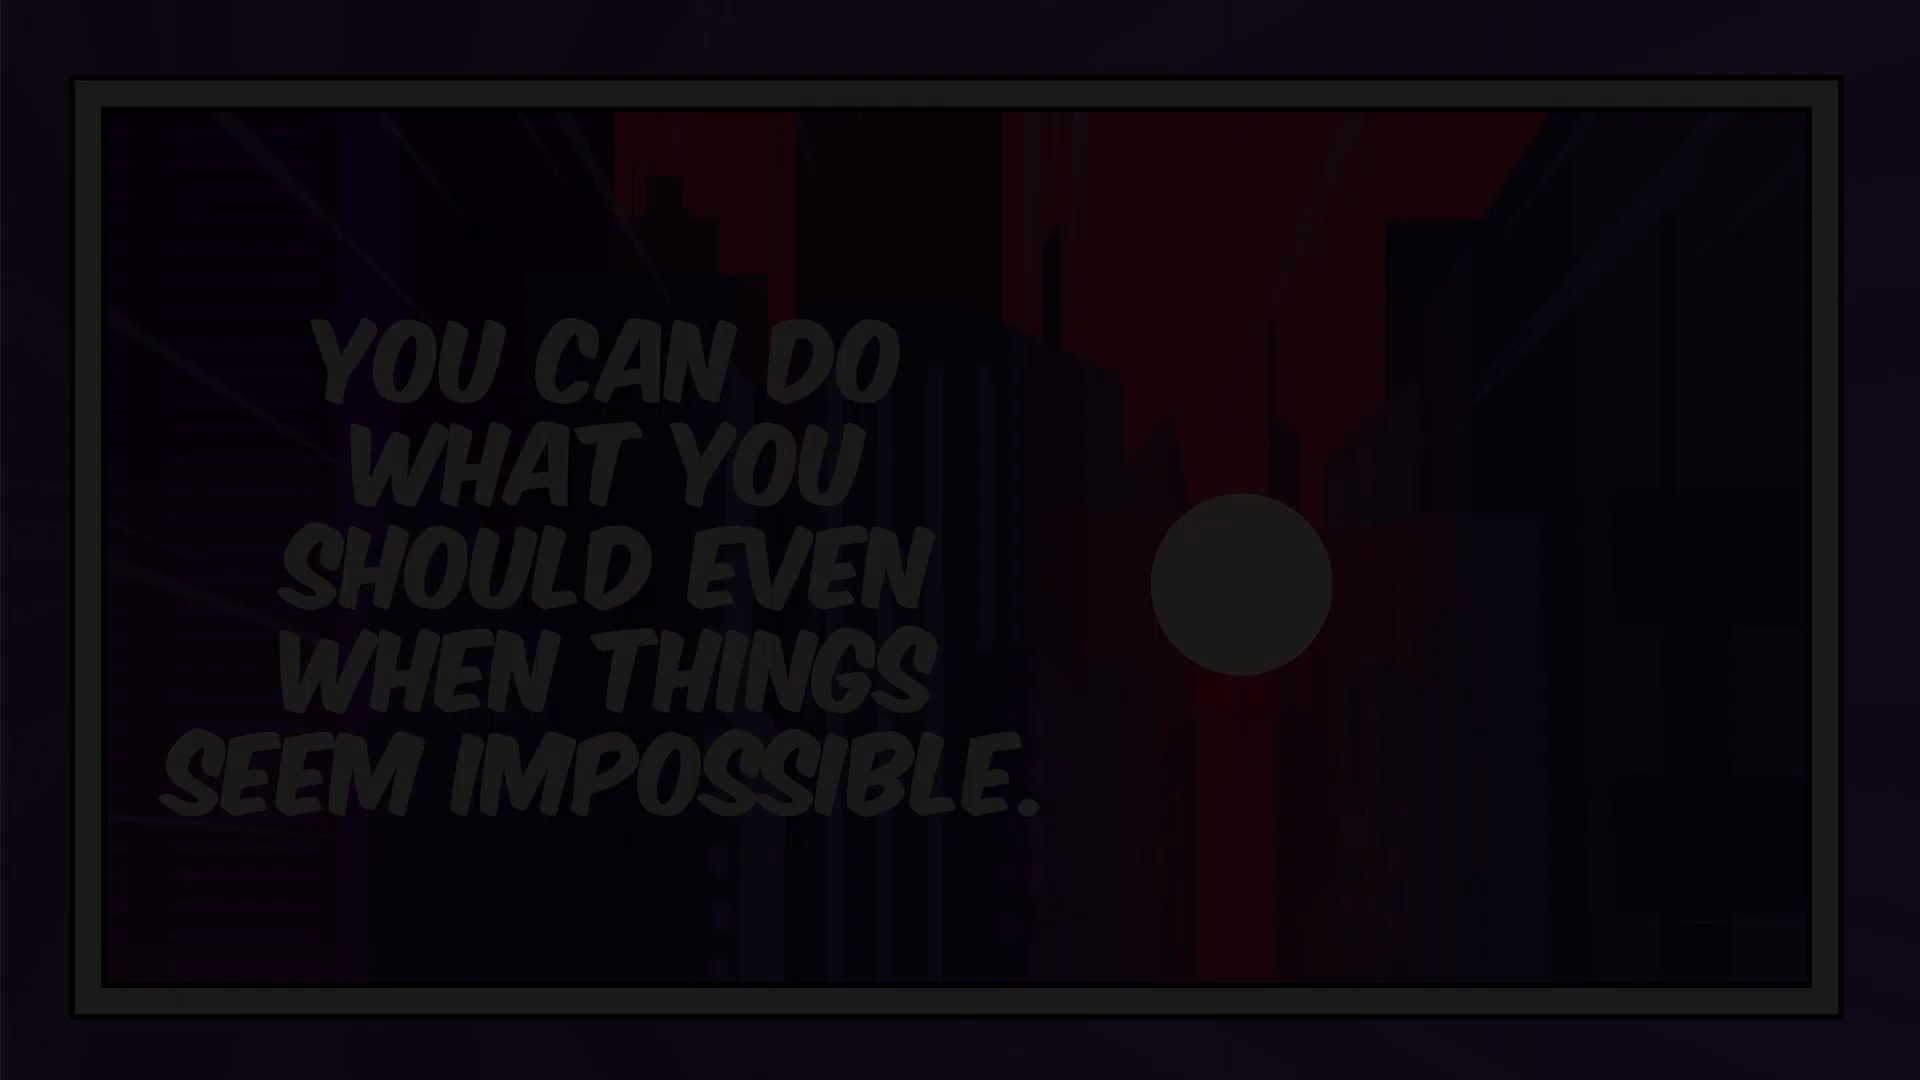 YOU CAN DO
WHAT YOU
SHOULD EVEN
WHEN THINGS
SEEM IMPOSSIBLE.